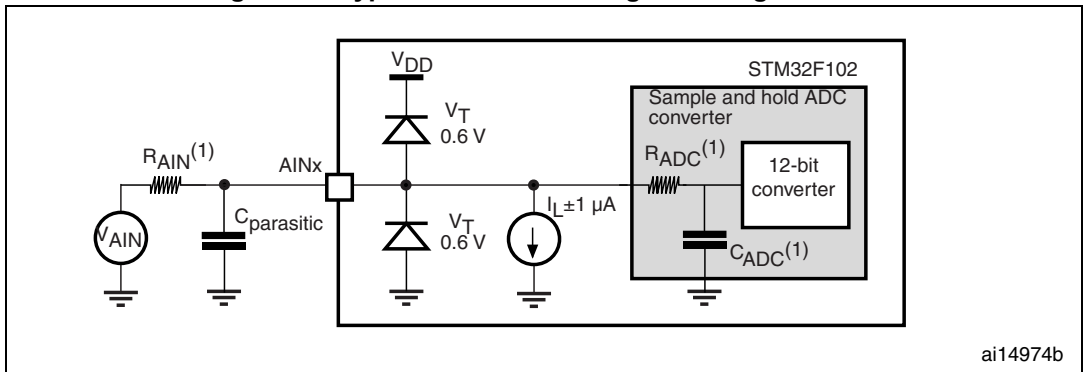 V_DD
STM32F102
Sample and hold ADC
converter
V_T
0.6 V
R_AIN(1)
AINx
R_ADC(1)
12-bit
converter
V_AIN
C_parasitic
V_T
0.6 V
I_L±1 µA
C_ADC(1)
ai14974b